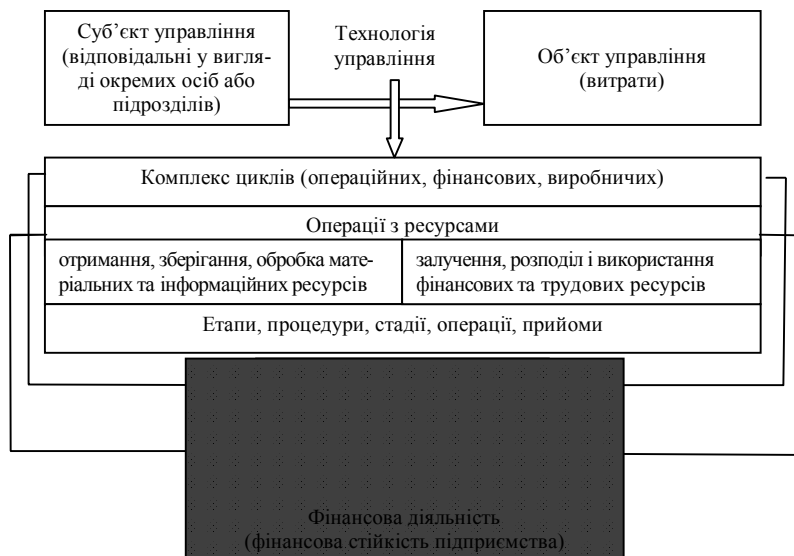 Суб’єкт управління
(відповідальні у вигля-
ді окремих осіб або
підрозділів)
Технологія
управління
Об’єкт управління
(витрати)
Комплекс циклів (операційних, фінансових, виробничих)
Операції з ресурсами
отримання, зберігання, обробка мате-
ріальних та інформаційних ресурсів
залучення, розподіл і використання
фінансових та трудових ресурсів
Етапи, процедури, стадії, операції, прийоми
Фінансова діяльність
(фінансова стійкість підприємства)